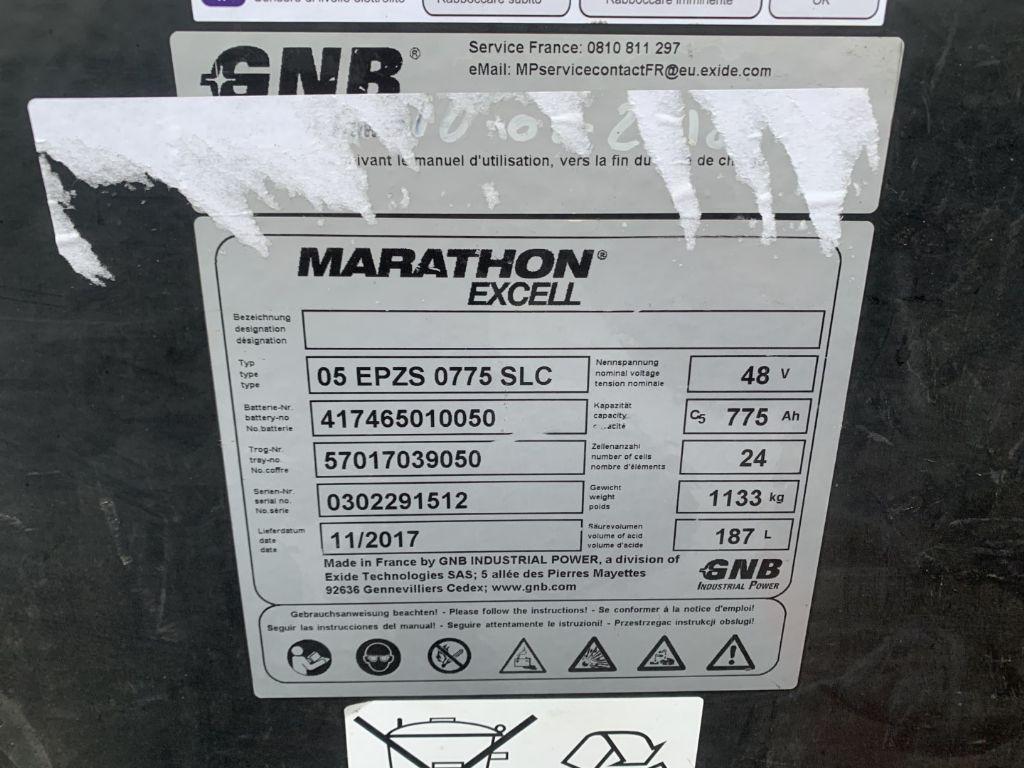 Rabboccare subito
Rabboccare imminente
OK
GNB®
Service France: 0810 811 297
eMail: MPservicecontactFR@eu.exide.com
manuel d'utilisation, vers la fin du de
MARATHON®
EXCELL
Bezeichnung
designation
désignation
Typ
type
type
05 EPZS 0775 SLC
Nennspannung
nominal voltage
tension nominale
48 V
Batterie-Nr.
battery-no
No.batterie
417465010050
Kapazität
capacity
C5 775 Ah
Trog-Nr.
tray-no.
No.coffre
57017039050
Zellenanzahl
number of cells
nombre d'éléments
24
Serien-Nr.
serial no.
No.série
0302291512
Gewicht
weight
poids
1133 kg
Lieferdatum
date
date
11/2017
Säurevolumen
volume of acid
volume d'acide
187 L
Made in France by GNB INDUSTRIAL POWER, a division of
Exide Technologies SAS; 5 allée des Pierres Mayettes
92636 Gennevilliers Cedex; www.gnb.com
GNB
INDUSTRIAL POWER
Gebrauchsanweisung beachten! - Please follow the instructions! - Se conformer à la notice d'emploi!
Seguir las instrucciones del manual! - Seguire attentamente le istruzioni! - Przestrzegac instrukcji obslugi!